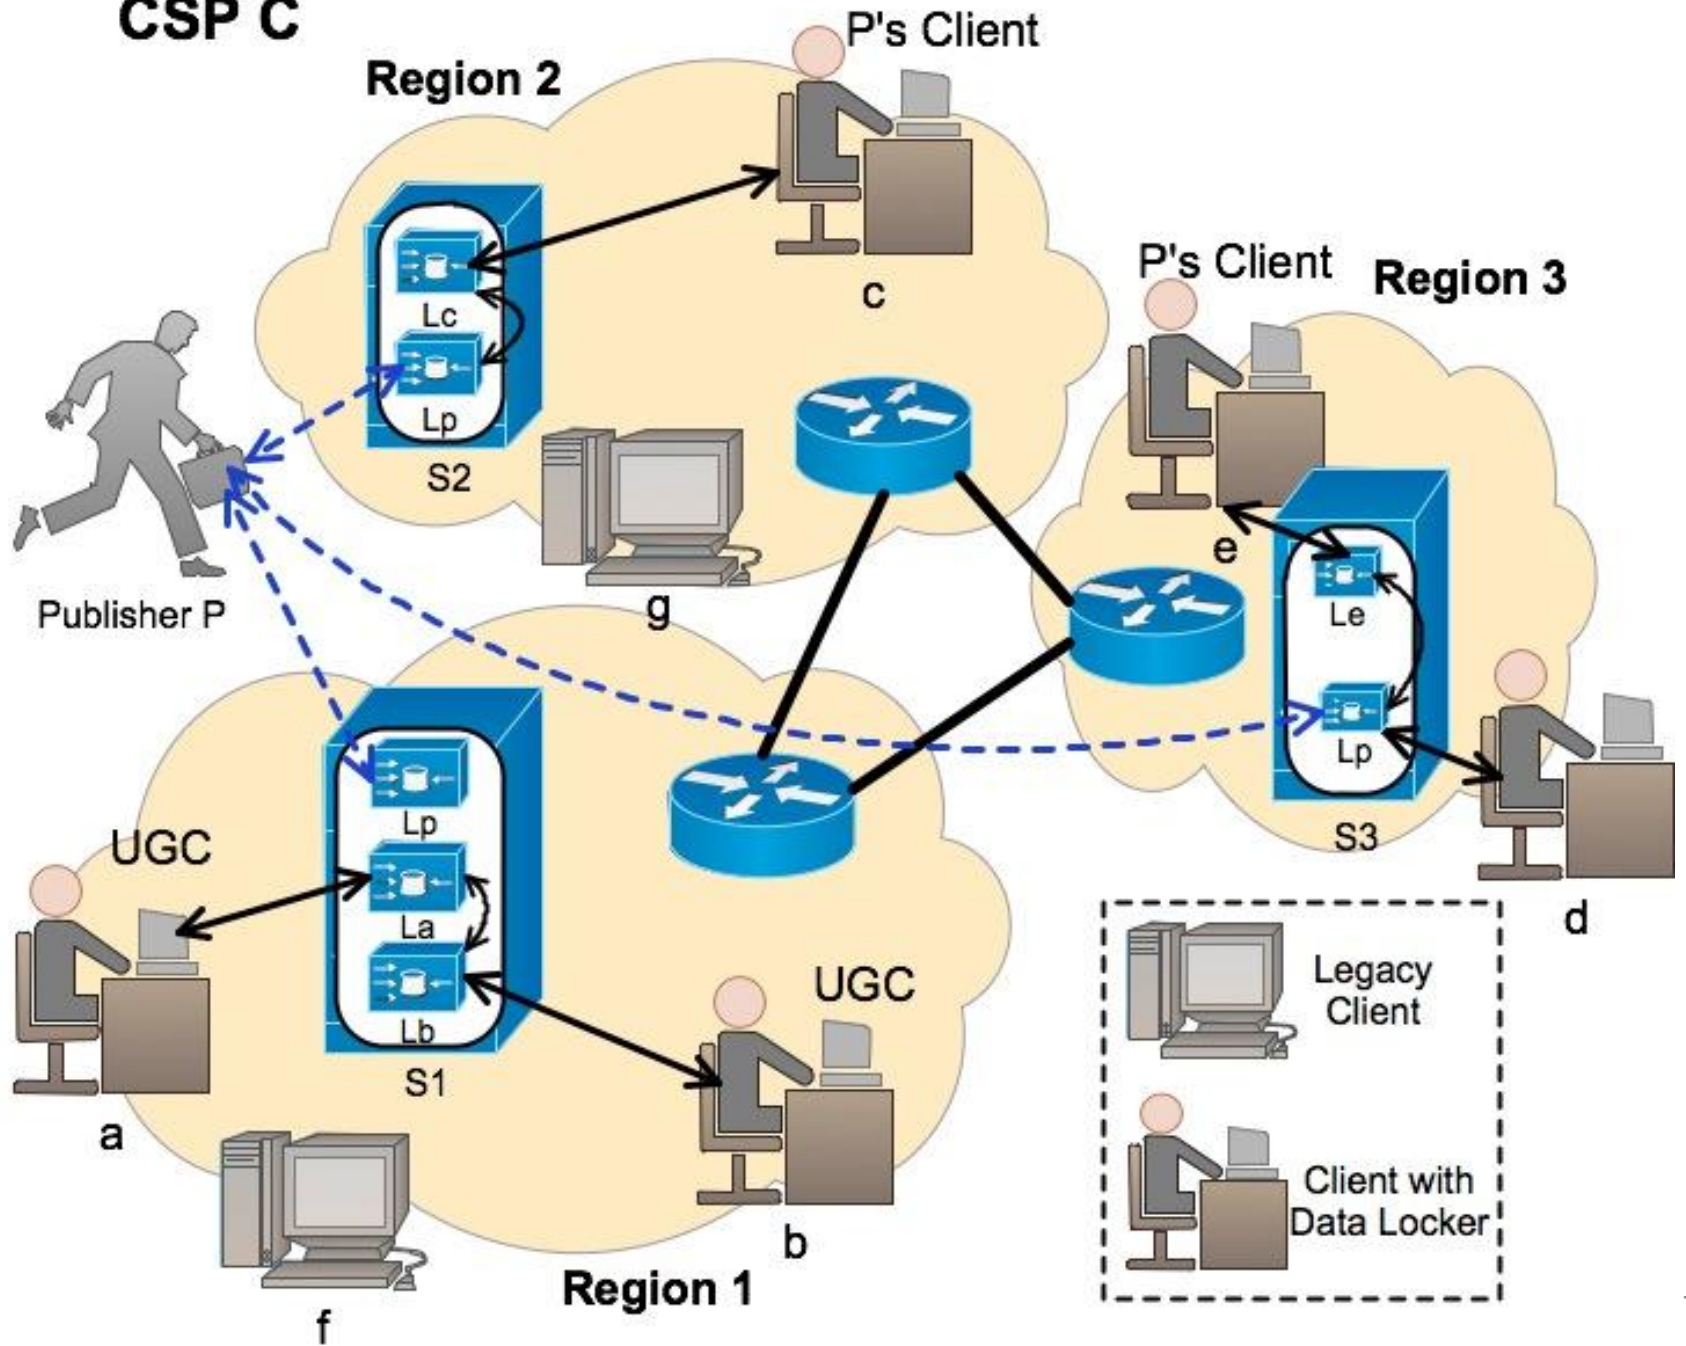 CSP C
P's Client
Region 2
Lc
c
Lp
S2
g
P's Client
Region 3
e
Le
Lp
S3
d
Publisher P
UGC
Lp
La
Lb
S1
UGC
a
b
f
Region 1
Legacy
Client
Client with
Data Locker